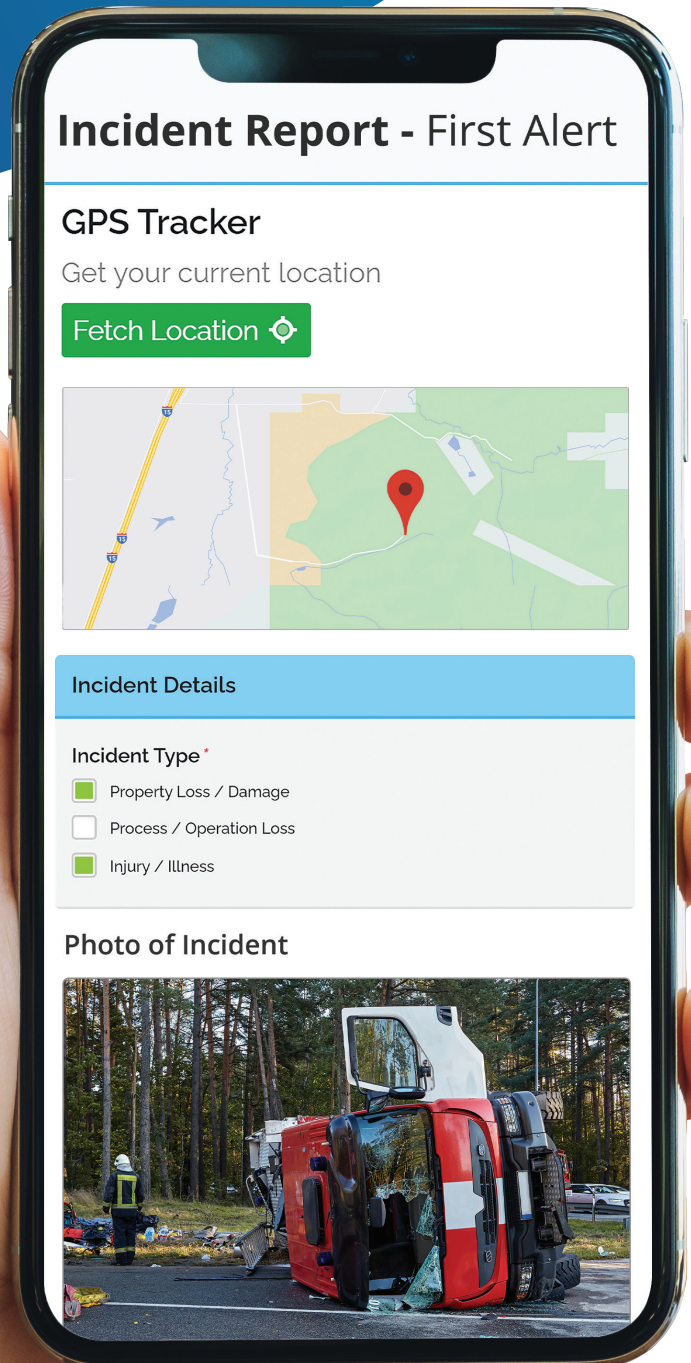 Incident Report - First Alert
GPS Tracker
Get your current location
Fetch Location
15
15
15
Incident Details
Incident Type *
Property Loss / Damage
Process / Operation Loss
Injury / Illness
Photo of Incident